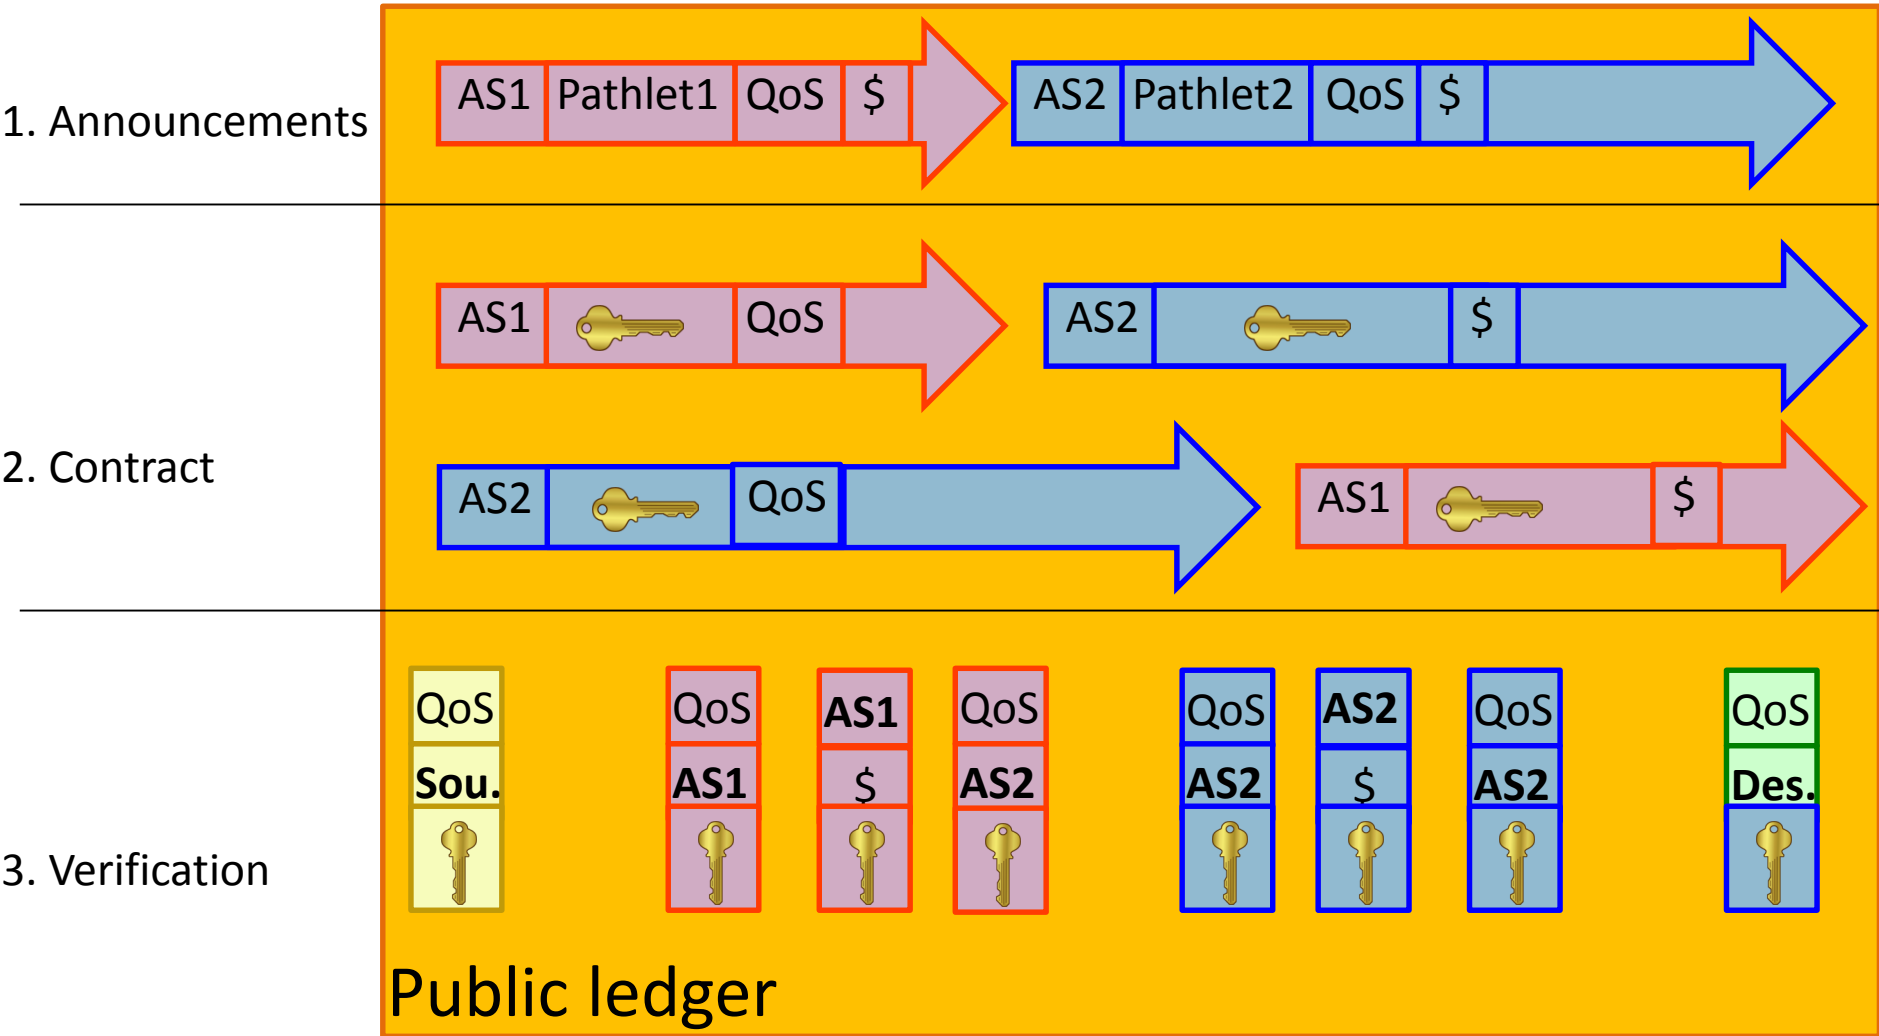 AS1 Pathlet1 QoS $ AS2 Pathlet2 QoS $
1. Announcements
AS1 QoS AS2 $
2. Contract
AS2 QoS AS1 $
QoS QoS AS1 QoS QoS AS2 QoS QoS
Sou. AS1 $ AS2 AS2 $ AS2 Des.
3. Verification
Public ledger